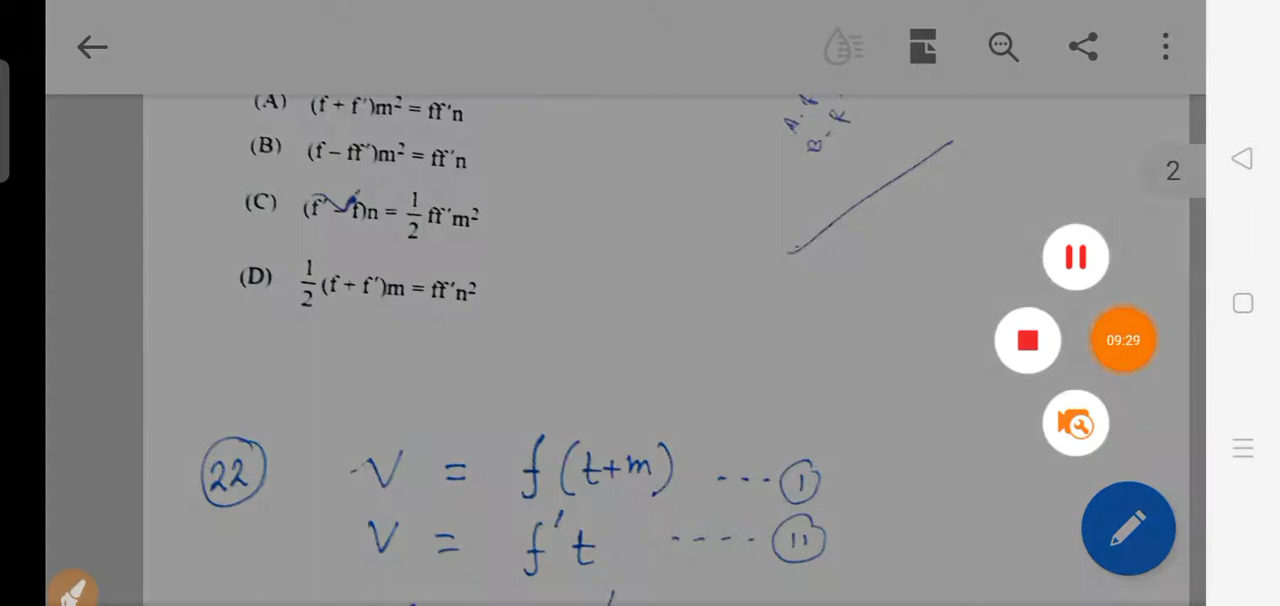 (A) (f + f')m² = ff'n
(B) (f – ff')m² = ff'n
2
(C) (f' – f)n = 1/2 ff'm²
(D) 1/2 (f + f')m = ff'n²
09:29
22 V = f(t+m) ---- I
V = f't ----- II